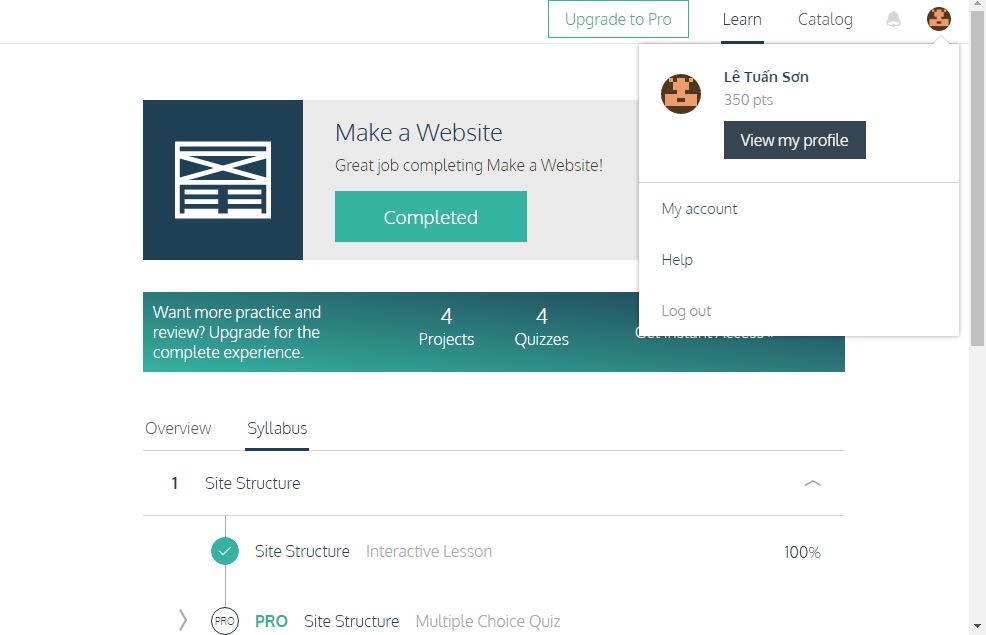 Upgrade to Pro
Learn
Catalog
Lê Tuấn Sơn
350 pts
View my profile
My account
Help
Log out
Make a Website
Great job completing Make a Website!
Completed
Want more practice and
review? Upgrade for the
complete experience.
4
Projects
4
Quizzes
Get Instant Access »
Overview
Syllabus
1 Site Structure
Site Structure Interactive Lesson 100%
PRO PRO Site Structure Multiple Choice Quiz